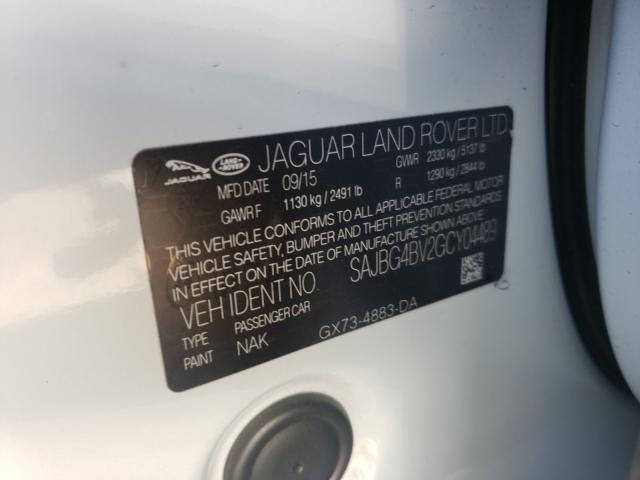 JAGUAR LAND ROVER JAGUAR LAND ROVER LTD
MFD DATE 09/15 GWR 2330 kg / 5137 lb
GAWR F 1130 kg / 2491 lb R 1290 kg / 2844 lb
THIS VEHICLE CONFORMS TO ALL APPLICABLE FEDERAL MOTOR
VEHICLE SAFETY, BUMPER AND THEFT PREVENTION STANDARDS
IN EFFECT ON THE DATE OF MANUFACTURE SHOWN ABOVE.
VEH IDENT NO. SAJBG4BV2GCY04489
TYPE PASSENGER CAR
PAINT NAK GX73-4883-DA